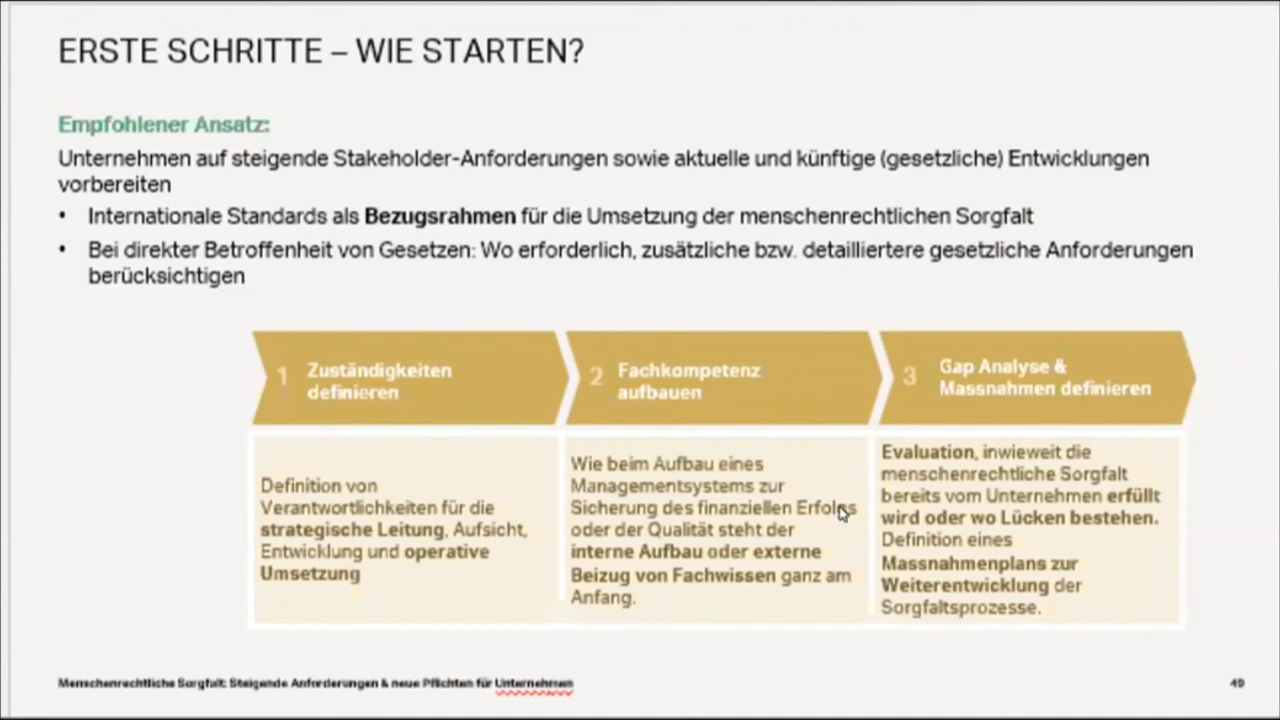 ERSTE SCHRITTE – WIE STARTEN?
Empfohlener Ansatz:
Unternehmen auf steigende Stakeholder-Anforderungen sowie aktuelle und künftige (gesetzliche) Entwicklungen
vorbereiten
• Internationale Standards als Bezugsrahmen für die Umsetzung der menschenrechtlichen Sorgfalt
• Bei direkter Betroffenheit von Gesetzen: Wo erforderlich, zusätzliche bzw. detailliertere gesetzliche Anforderungen
berücksichtigen
1 Zuständigkeiten
definieren
Definition von
Verantwortlichkeiten für die
strategische Leitung, Aufsicht,
Entwicklung und operative
Umsetzung
2 Fachkompetenz
aufbauen
Wie beim Aufbau eines
Managementsystems zur
Sicherung des finanziellen Erfolgs
oder der Qualität steht der
interne Aufbau oder externe
Beizug von Fachwissen ganz am
Anfang.
3 Gap Analyse &
Massnahmen definieren
Evaluation, inwieweit die
menschenrechtliche Sorgfalt
bereits vom Unternehmen erfüllt
wird oder wo Lücken bestehen.
Definition eines
Massnahmenplans zur
Weiterentwicklung der
Sorgfaltsprozesse.
Menschenrechtliche Sorgfalt: Steigende Anforderungen & neue Pflichten für Unternehmen
49